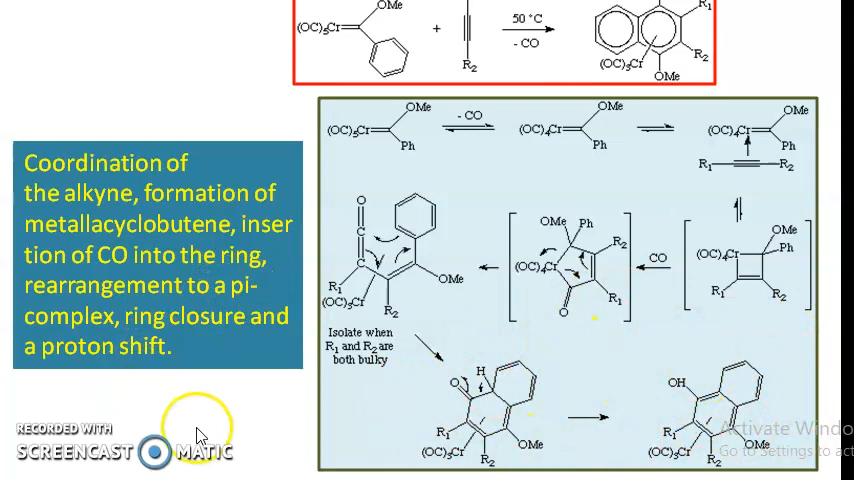 OMe
R1
(OC)5Cr
+
50 °C
- CO
R2
R2
(OC)3Cr
OMe
OMe
(OC)5Cr
Ph
- CO
OMe
(OC)4Cr
Ph
OMe
(OC)4Cr
Ph
R1
R2
Coordination of
the alkyne, formation of
metallacyclobutene, inser
tion of CO into the ring,
rearrangement to a pi-
complex, ring closure and
a proton shift.
O
C
C
R1
(OC)3Cr
R2
OMe
OMe
Ph
R2
(OC)4Cr
R1
O
CO
OMe
Ph
(OC)4Cr
R1
R2
Isolate when
R1 and R2 are
both bulky
H
O
R1
(OC)3Cr
R2
OMe
OH
R1
(OC)3Cr
R2
OMe
Activate Windo
Go to Settings to act
RECORDED WITH
SCREENCAST MATIC